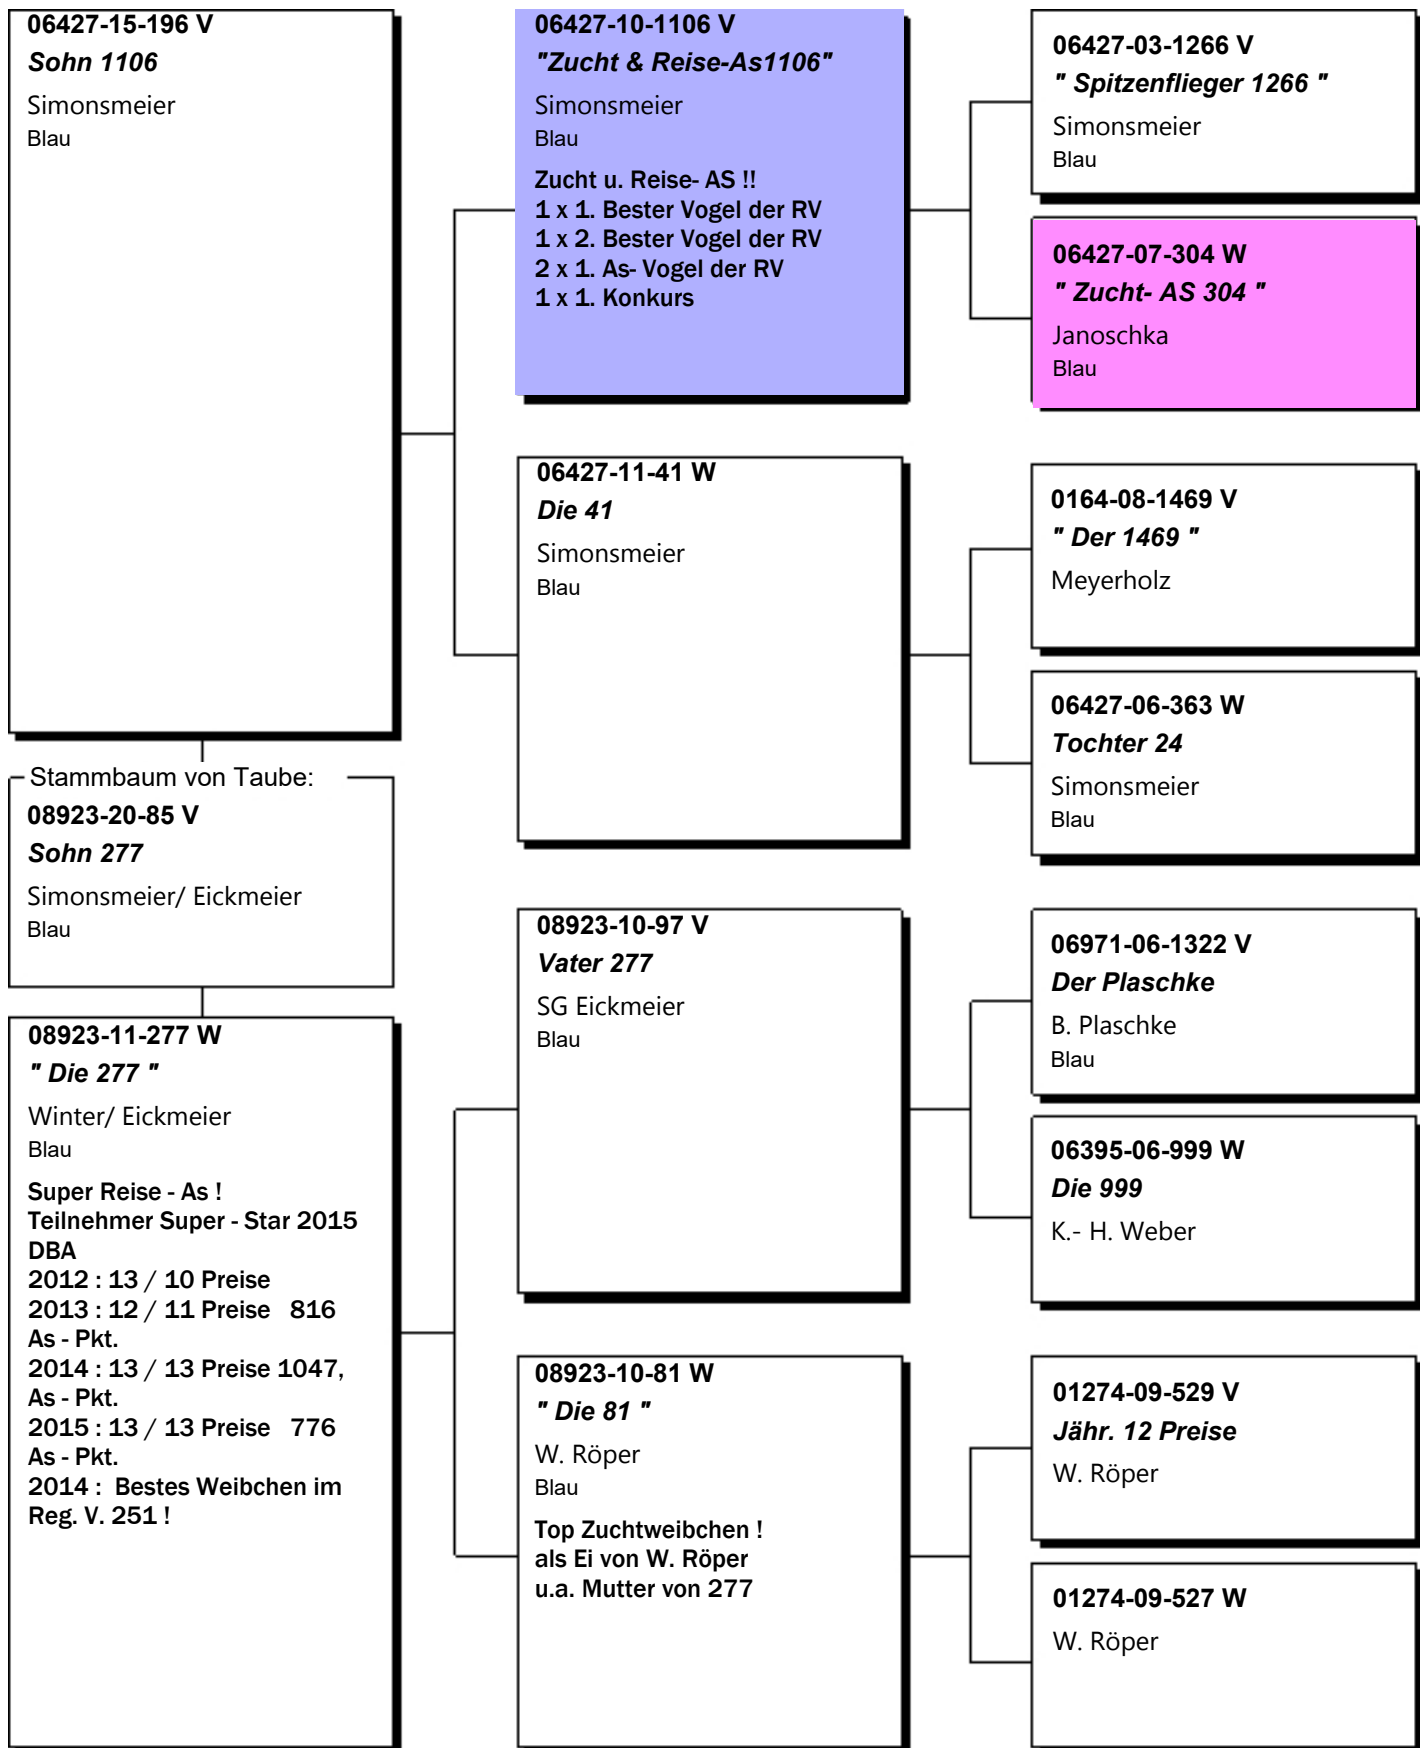 06427-15-196 V
Sohn 1106
Simonsmeier
Blau
Stammbaum von Taube:
08923-20-85 V
Sohn 277
Simonsmeier/ Eickmeier
Blau
08923-11-277 W
" Die 277 "
Winter/ Eickmeier
Blau
Super Reise - As !
Teilnehmer Super - Star 2015
DBA
2012 : 13 / 10 Preise
2013 : 12 / 11 Preise   816
As - Pkt.
2014 : 13 / 13 Preise 1047,
As - Pkt.
2015 : 13 / 13 Preise   776
As - Pkt.
2014 :  Bestes Weibchen im
Reg. V. 251 !
06427-10-1106 V
"Zucht & Reise-As1106"
Simonsmeier
Blau
Zucht u. Reise- AS !!
1 x 1. Bester Vogel der RV
1 x 2. Bester Vogel der RV
2 x 1. As- Vogel der RV
1 x 1. Konkurs
06427-11-41 W
Die 41
Simonsmeier
Blau
08923-10-97 V
Vater 277
SG Eickmeier
Blau
08923-10-81 W
" Die 81 "
W. Röper
Blau
Top Zuchtweibchen !
als Ei von W. Röper
u.a. Mutter von 277
06427-03-1266 V
" Spitzenflieger 1266 "
Simonsmeier
Blau
06427-07-304 W
" Zucht- AS 304 "
Janoschka
Blau
0164-08-1469 V
" Der 1469 "
Meyerholz
06427-06-363 W
Tochter 24
Simonsmeier
Blau
06971-06-1322 V
Der Plaschke
B. Plaschke
Blau
06395-06-999 W
Die 999
K.- H. Weber
01274-09-529 V
Jähr. 12 Preise
W. Röper
01274-09-527 W
W. Röper